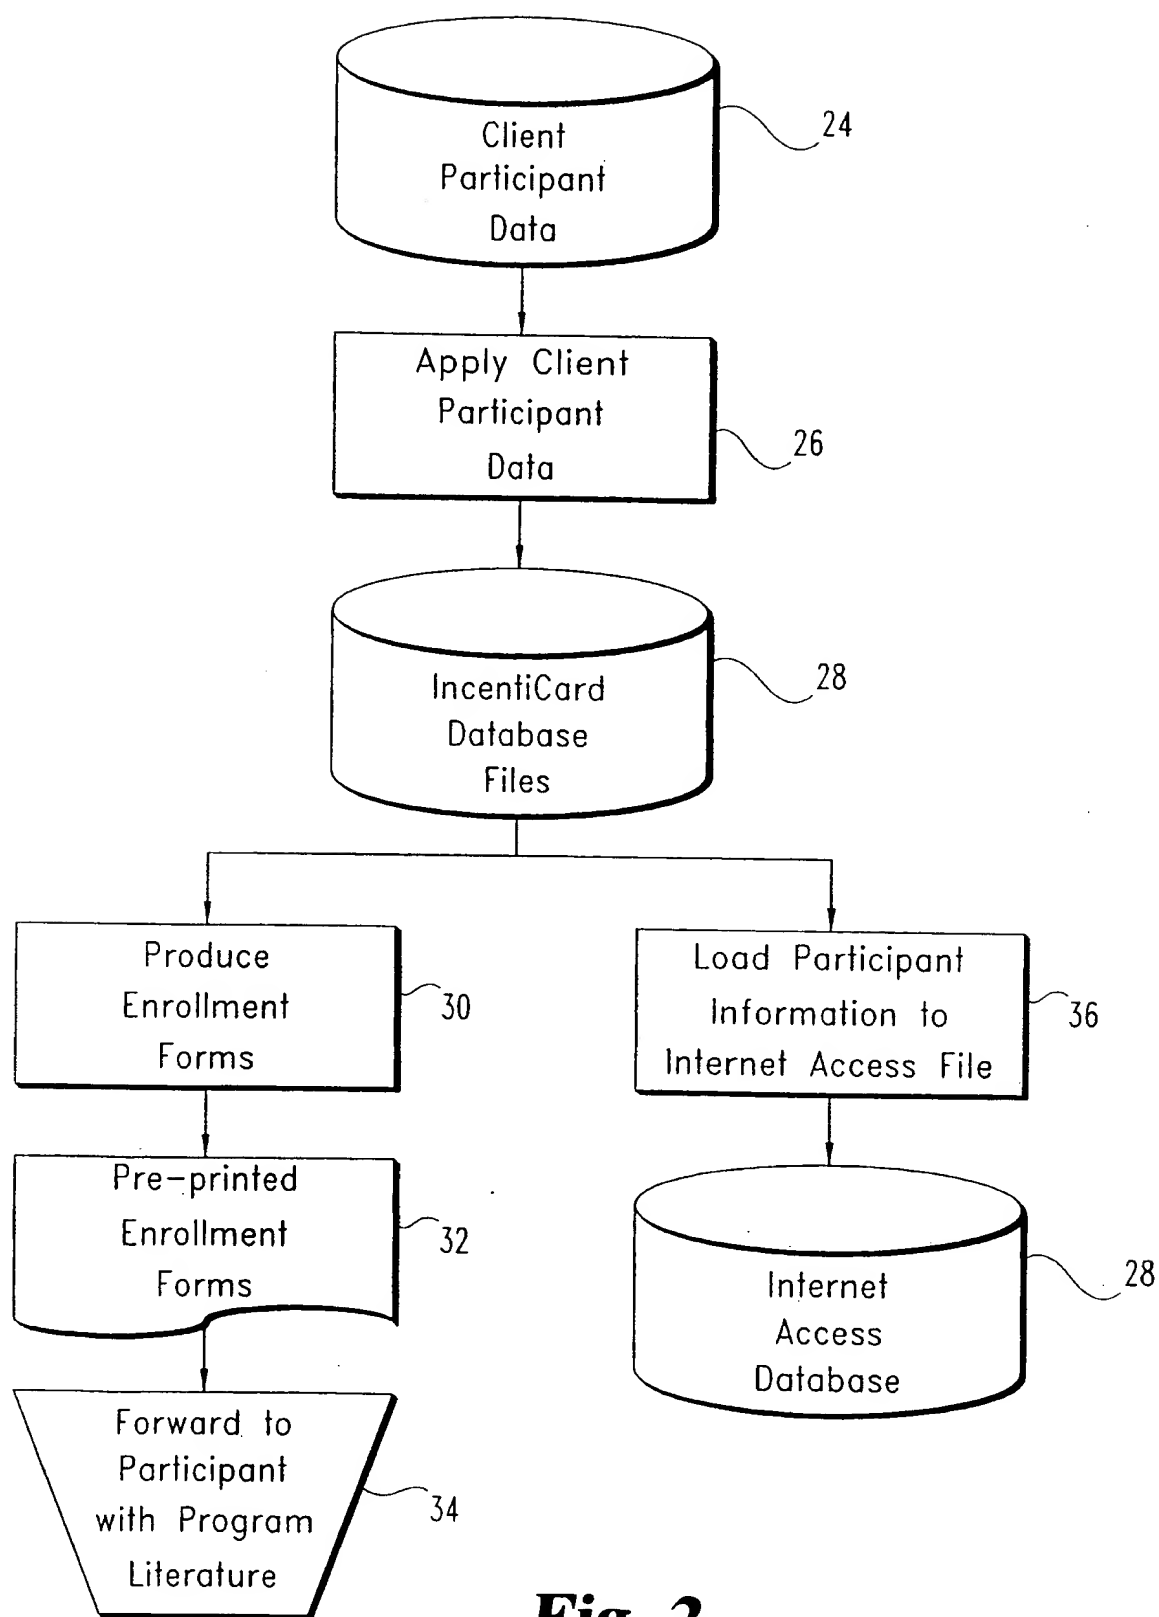 Client
Participant
Data
24
Apply Client
Participant
Data
26
IncentiCard
Database
Files
28
Produce
Enrollment
Forms
30
Pre-printed
Enrollment
Forms
32
Forward to
Participant
with Program
Literature
34
Load Participant
Information to
Internet Access File
36
Internet
Access
Database
28
Fig. 2